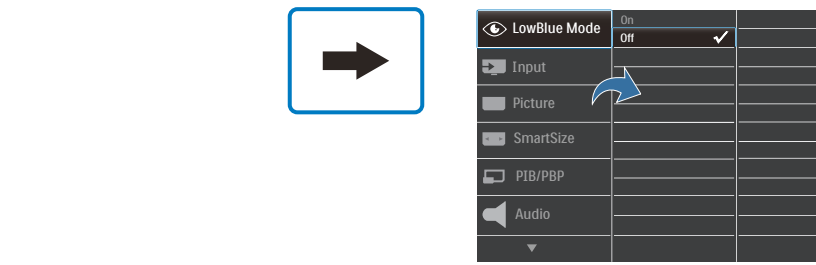 LowBlue Mode
On
Off
Input
Picture
SmartSize
PIB/PBP
Audio